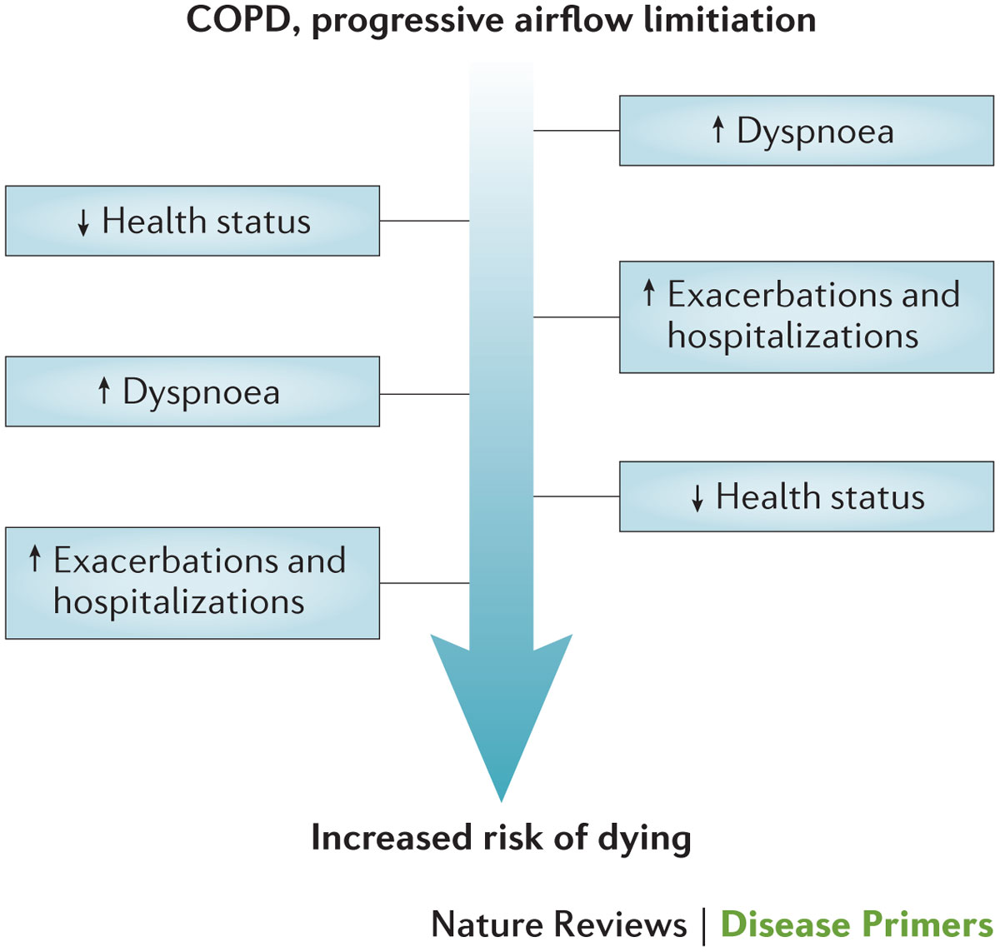 COPD, progressive airflow limitiation
↑ Dyspnoea
↓ Health status
↑ Exacerbations and
hospitalizations
↑ Dyspnoea
↓ Health status
↑ Exacerbations and
hospitalizations
Increased risk of dying
Nature Reviews | Disease Primers